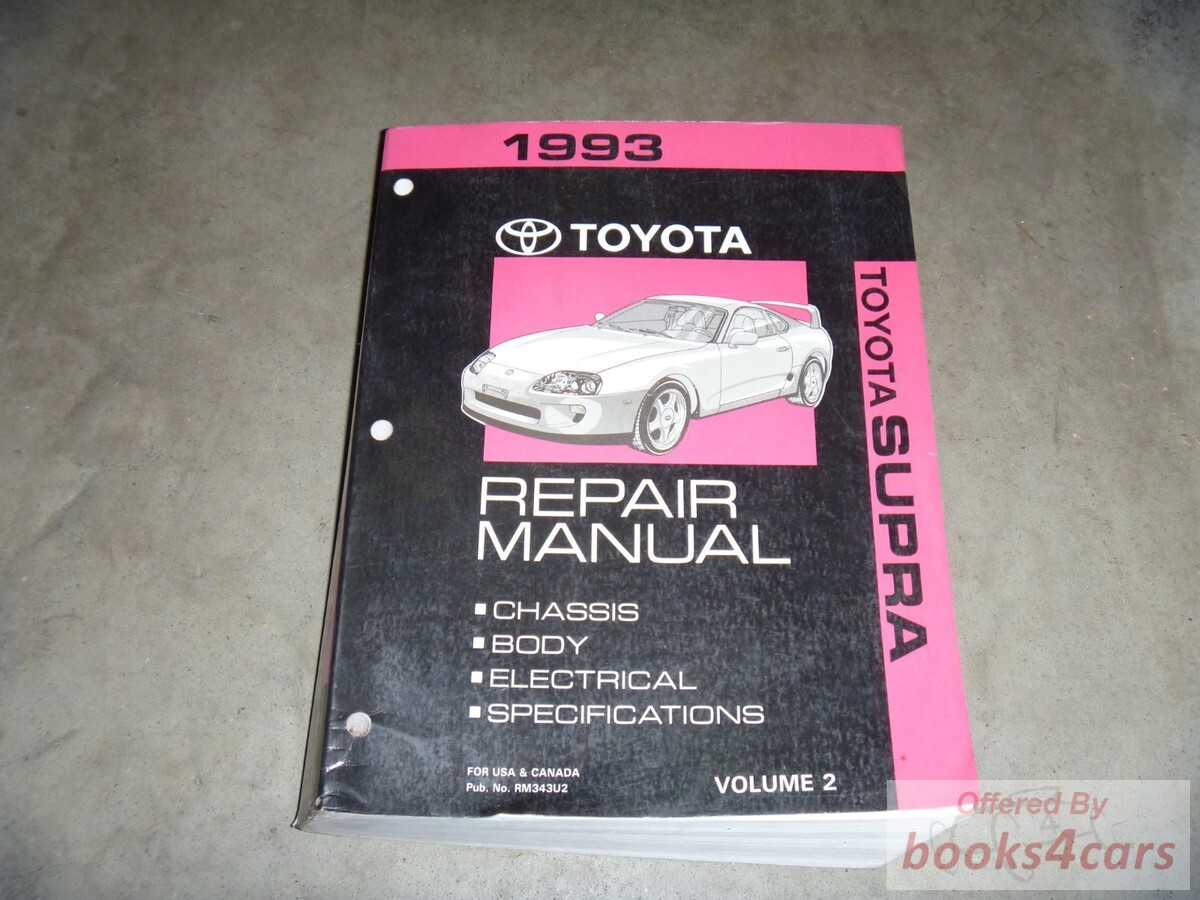 1993
TOYOTA
TOYOTA SUPRA
REPAIR
MANUAL
▪ CHASSIS
▪ BODY
▪ ELECTRICAL
▪ SPECIFICATIONS
FOR USA & CANADA
Pub. No. RM343U2
VOLUME 2
Offered By
books4cars